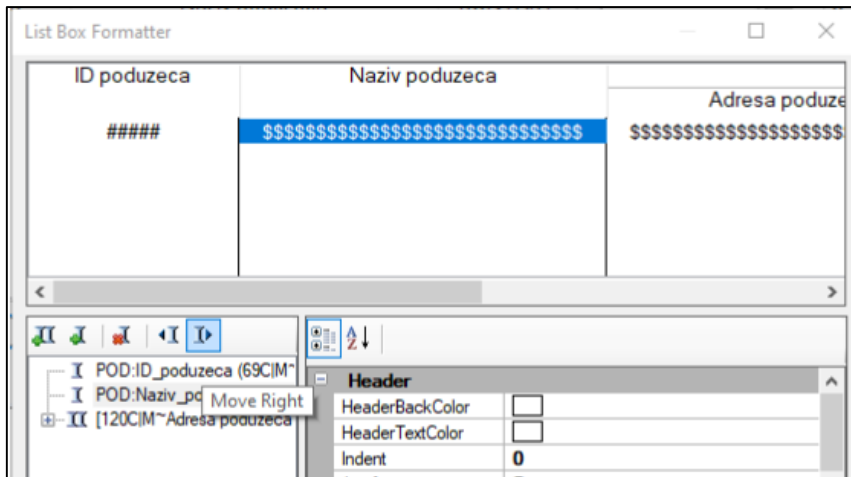 List Box Formatter
ID poduzeca
Naziv poduzeca
Adresa poduze
#####
$$$$$$$$$$$$$$$$$$$$$$$$$$$$$$
$$$$$$$$$$$$$$$$$$$$
POD:ID_poduzeca (69C|M~
POD:Naziv_po
Move Right
[120C|M~Adresa poduzeca
Header
HeaderBackColor
HeaderTextColor
Indent 0